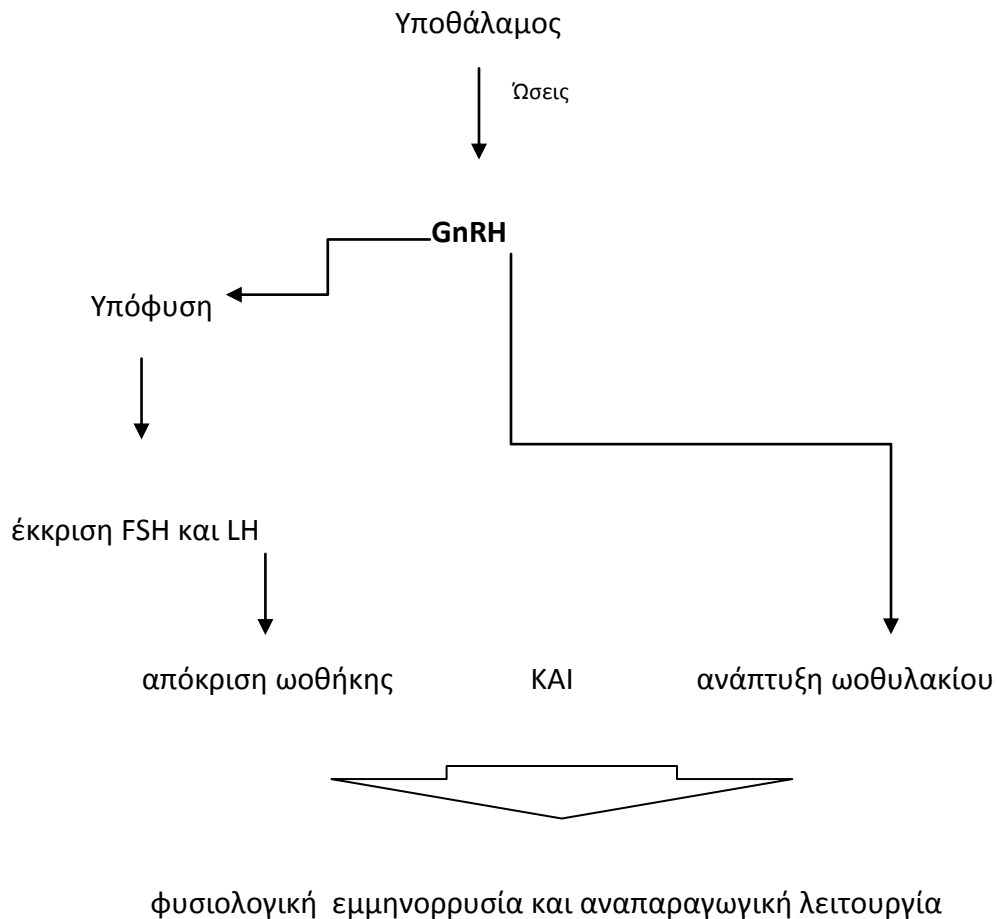 Υποθάλαμος
Ώσεις
GnRH
Υπόφυση
έκκριση FSH και LH
απόκριση ωοθήκης ΚΑΙ ανάπτυξη ωοθυλακίου
φυσιολογική εμμηνορρυσία και αναπαραγωγική λειτουργία